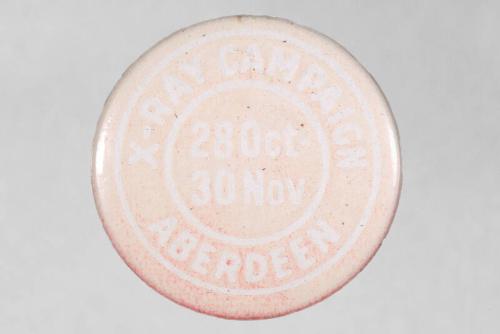 X-RAY CAMPAIGN
28 Oct-
30 Nov
ABERDEEN